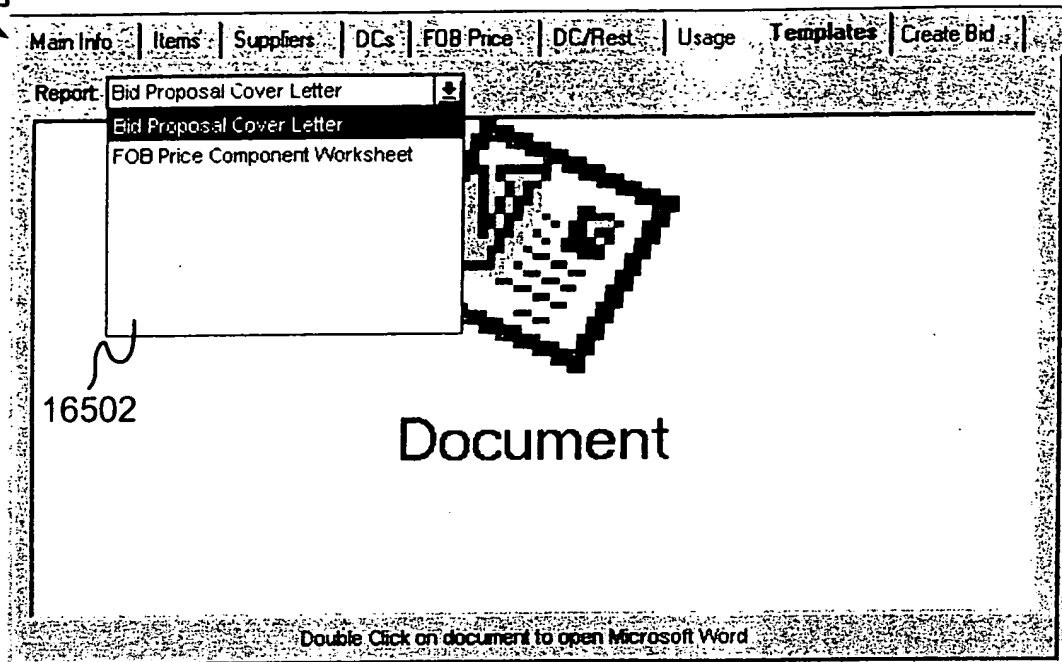 Main Info Items Suppliers DCs FOB Price DC/Rest. Usage Templates Create Bid
Report: Bid Proposal Cover Letter
Bid Proposal Cover Letter
FOB Price Component Worksheet
16502
Document
Double Click on document to open Microsoft Word